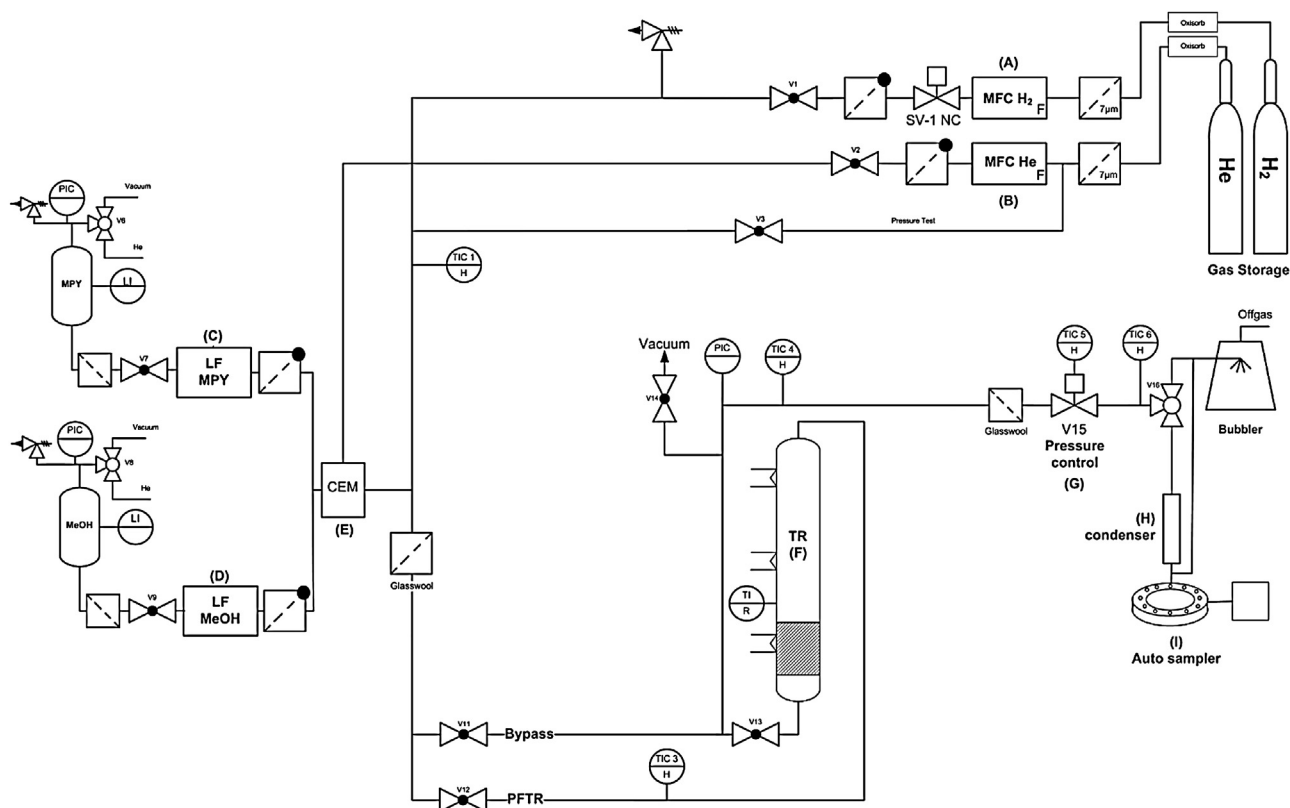 Oxisorb
Oxisorb
(A)
V1
MFC H₂
F
SV-1 NC
7µm
V2
MFC He
F
7µm
(B)
He
H₂
V3
Pressure Test
Gas Storage
PIC
Vacuum
V6
He
MPY
LI
TIC 1
H
(C)
V7
LF
MPY
PIC
Vacuum
V8
He
MeOH
LI
(D)
V9
LF
MeOH
CEM
(E)
Glasswool
Vacuum
V14
PIC
TIC 4
H
TIC 5
H
TIC 6
H
Offgas
V16
Glasswool
V15
Pressure
control
(G)
Bubbler
TR
(F)
TI
R
(H)
condenser
(I)
Auto sampler
V11
Bypass
V13
TIC 3
H
V12
PFTR